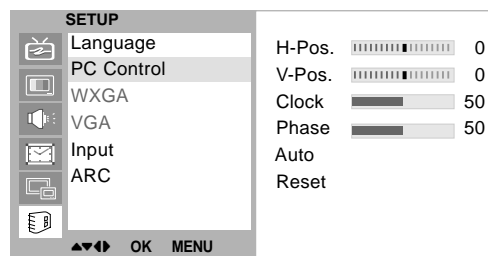 SETUP
Language
PC Control
WXGA
VGA
Input
ARC
▲▼◀▶ OK MENU
H-Pos. 0
V-Pos. 0
Clock 50
Phase 50
Auto
Reset